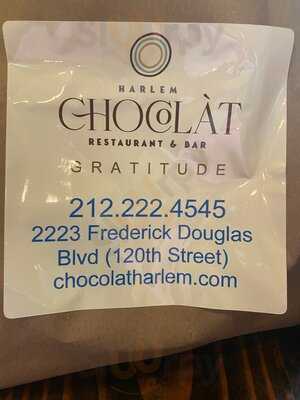 HARLEM
CHOCOLÀT
RESTAURANT & BAR
GRATITUDE
212.222.4545
2223 Frederick Douglas
Blvd (120th Street)
chocolatharlem.com